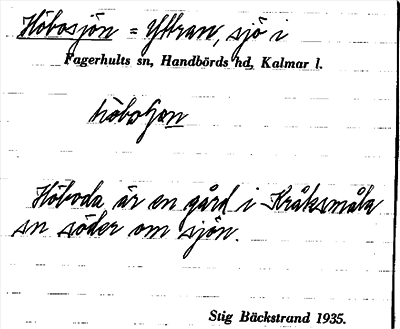 Höbosjön = Yttran, sjö i
Fagerhults sn, Handbörds hd, Kalmar l.
Höboda är en gård i Kråksmåla
sn söder om sjön.
Stig Bäckstrand 1935.